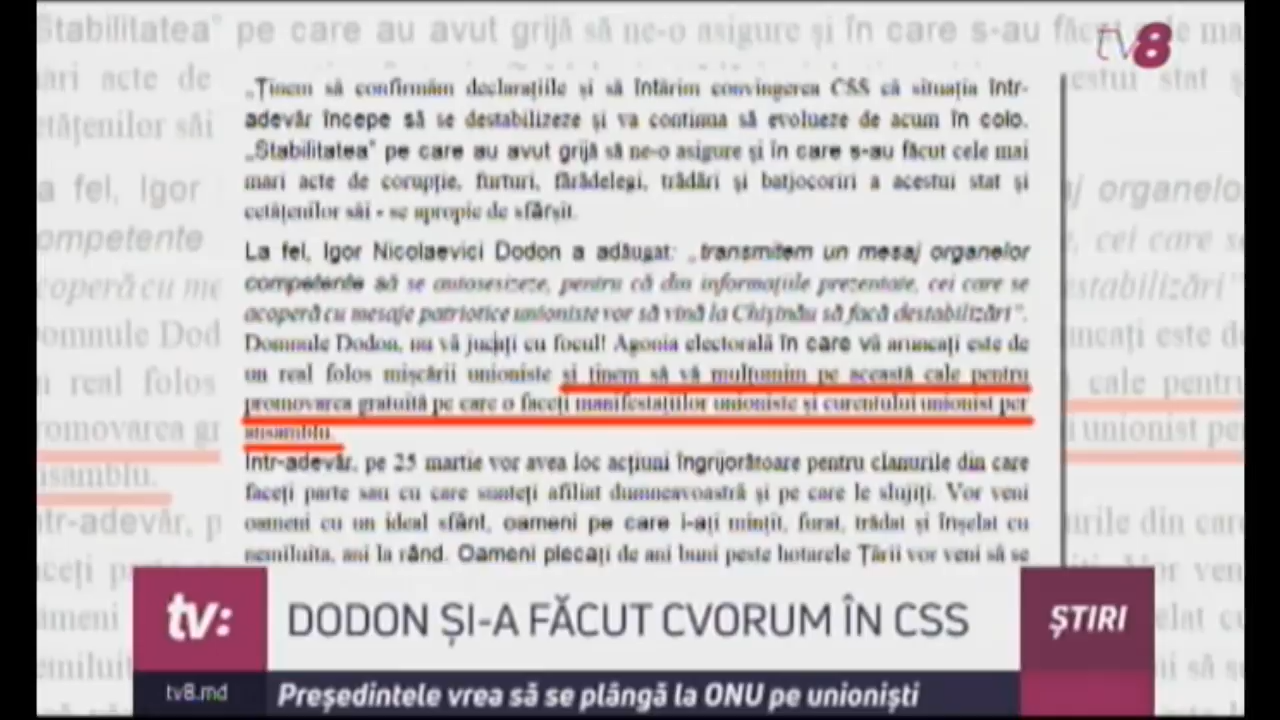 tv8
„Ținem să confirmăm declarațiile și să întărim convingerea CSS că situația într-
adevăr începe să se destabilizeze și va continua să evolueze de acum în colo.
„Stabilitatea" pe care au avut grijă să ne-o asigure și în care s-au făcut cele mai
mari acte de corupție, furturi, fărădelegi, trădări și batjocoriri a acestui stat și
cetățenilor săi - se apropie de sfârșit.
La fel, Igor Nicolaevici Dodon a adăugat: „transmitem un mesaj organelor
competente să se autosesizeze, pentru că din informațiile prezentate, cei care se
acoperă cu mesaje patriotice unioniste vor să vină la Chișinău să facă destabilizări".
Domnule Dodon, nu vă jucați cu focul! Agonia electorală în care vă aruncați este de
un real folos mișcării unioniste și ținem să vă mulțumim pe această cale pentru
promovarea gratuită pe care o faceți manifestațiilor unioniste și curentului unionist per
ansamblu.
Într-adevăr, pe 25 martie vor avea loc acțiuni îngrijorătoare pentru clanurile din care
faceți parte sau cu care sunteți afiliat dumneavoastră și pe care le slujiți. Vor veni
oameni cu un ideal sfânt, oameni pe care i-ați mințit, furat, trădat și înșelat cu
nemiluita, ani la rând. Oameni plecați de ani buni peste hotarele Țării vor veni să se
tv:
DODON ȘI-A FĂCUT CVORUM ÎN CSS
ȘTIRI
tv8.md
Președintele vrea să se plângă la ONU pe unioniști